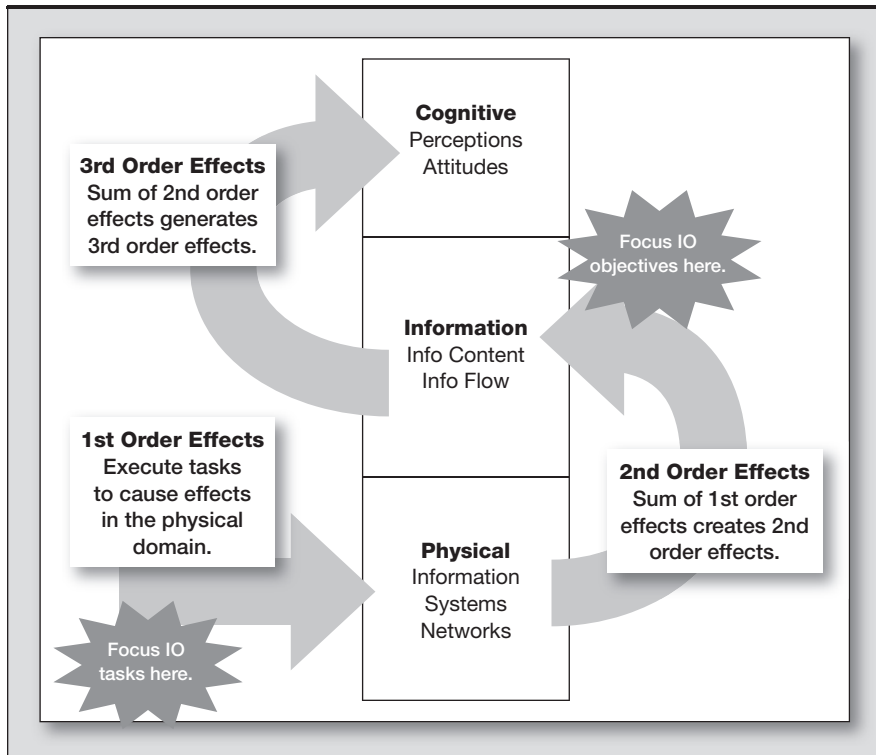 Cognitive
Perceptions
Attitudes
3rd Order Effects
Sum of 2nd order
effects generates
3rd order effects.
Focus IO
objectives here.
Information
Info Content
Info Flow
1st Order Effects
Execute tasks
to cause effects
in the physical
domain.
2nd Order Effects
Sum of 1st order
effects creates 2nd
order effects.
Physical
Information
Systems
Networks
Focus IO
tasks here.